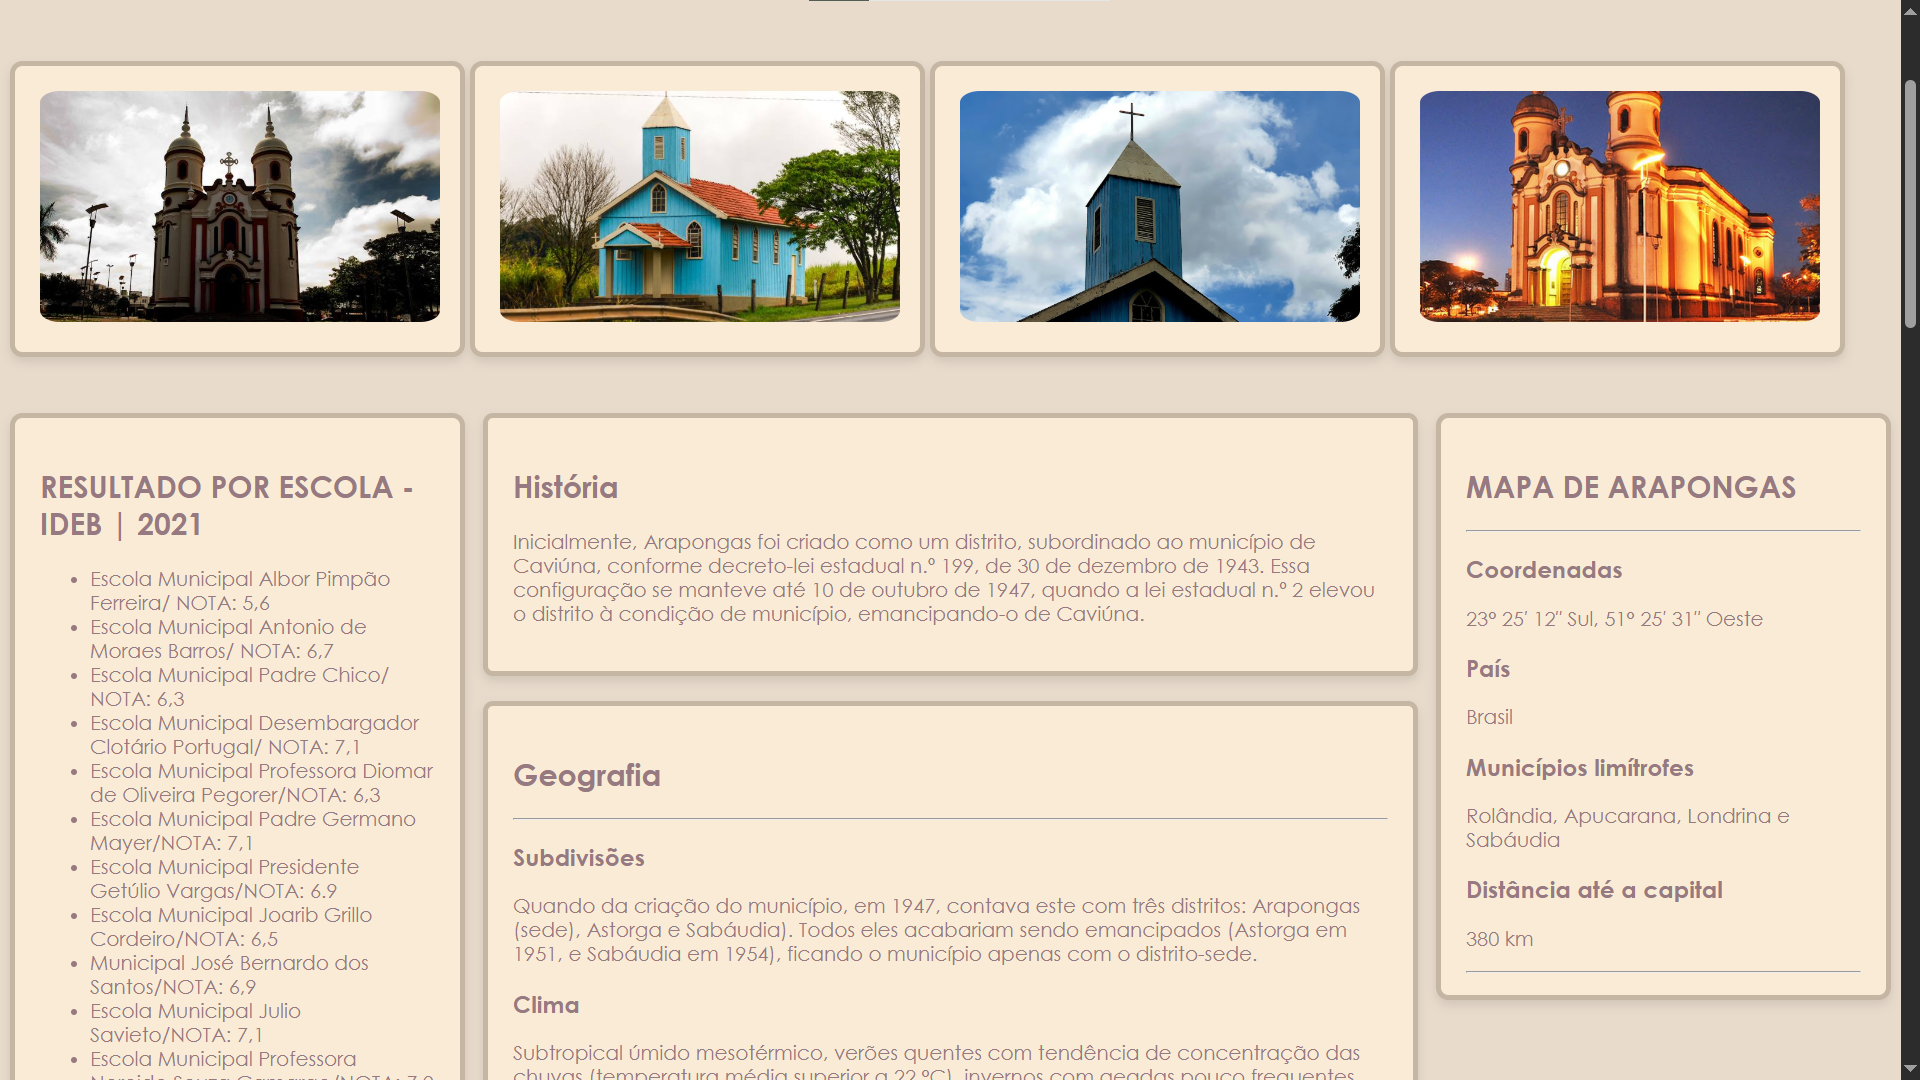 RESULTADO POR ESCOLA -
IDEB | 2021
Escola Municipal Albor Pimpão
Ferreira/ NOTA: 5,6
Escola Municipal Antonio de
Moraes Barros/ NOTA: 6,7
Escola Municipal Padre Chico/
NOTA: 6,3
Escola Municipal Desembargador
Clotário Portugal/ NOTA: 7,1
Escola Municipal Professora Diomar
de Oliveira Pegorer/NOTA: 6,3
Escola Municipal Padre Germano
Mayer/NOTA: 7,1
Escola Municipal Presidente
Getúlio Vargas/NOTA: 6.9
Escola Municipal Joarib Grillo
Cordeiro/NOTA: 6,5
Municipal José Bernardo dos
Santos/NOTA: 6,9
Escola Municipal Julio
Savieto/NOTA: 7,1
Escola Municipal Professora
História
Inicialmente, Arapongas foi criado como um distrito, subordinado ao município de
Caviúna, conforme decreto-lei estadual n.º 199, de 30 de dezembro de 1943. Essa
configuração se manteve até 10 de outubro de 1947, quando a lei estadual n.º 2 elevou
o distrito à condição de município, emancipando-o de Caviúna.
Geografia
Subdivisões
Quando da criação do município, em 1947, contava este com três distritos: Arapongas
(sede), Astorga e Sabáudia). Todos eles acabariam sendo emancipados (Astorga em
1951, e Sabáudia em 1954), ficando o município apenas com o distrito-sede.
Clima
Subtropical úmido mesotérmico, verões quentes com tendência de concentração das
chuvas (temperatura média superior a 22 °C), invernos com geadas pouco frequentes
MAPA DE ARAPONGAS
Coordenadas
23° 25′ 12″ Sul, 51° 25′ 31″ Oeste
País
Brasil
Municípios limítrofes
Rolândia, Apucarana, Londrina e
Sabáudia
Distância até a capital
380 km